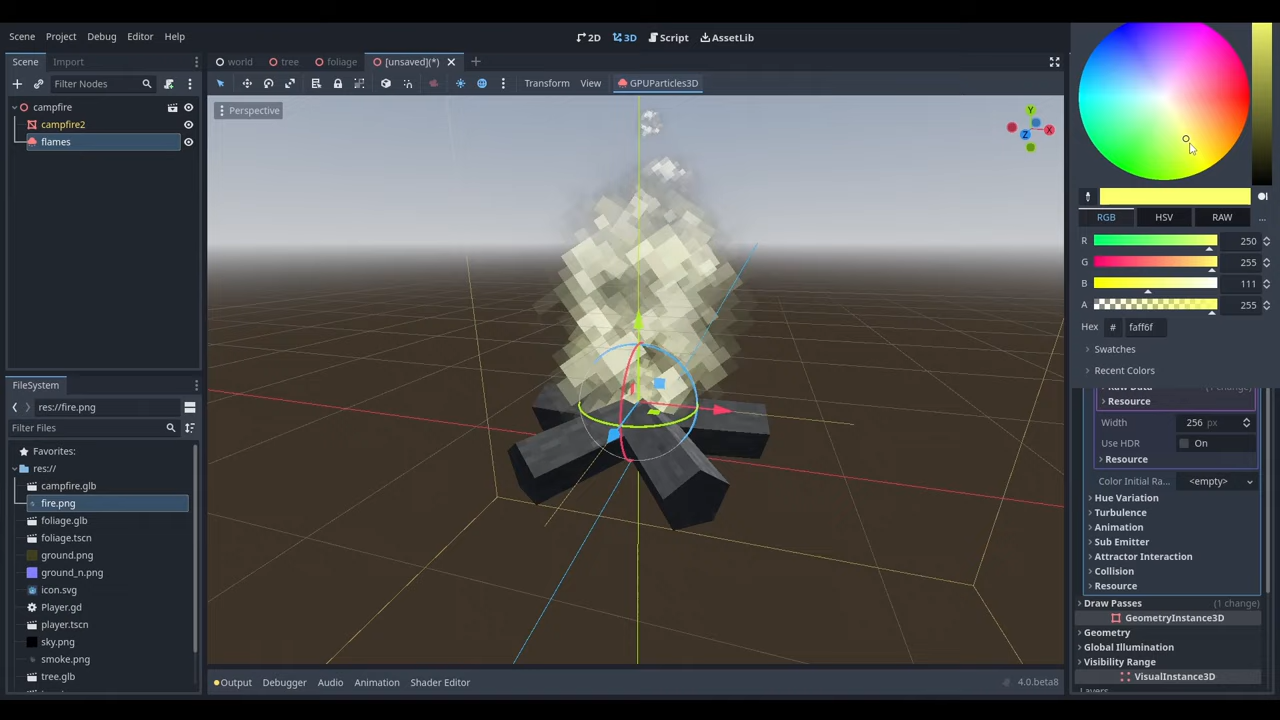 Scene Project Debug Editor Help
2D 3D Script AssetLib
Scene Import
world tree foliage [unsaved](*)
Filter Nodes
Transform View GPUParticles3D
campfire
campfire2
flames
Perspective
Y
X
Z
RGB HSV RAW ...
R 250
G 255
B 111
A 255
Hex # faff6f
Swatches
Recent Colors
Raw Data (1 change)
Resource
Width 256 px
Use HDR On
Resource
Color Initial Ra... <empty>
Hue Variation
Turbulence
Animation
Sub Emitter
Attractor Interaction
Collision
Resource
Draw Passes (1 change)
GeometryInstance3D
Geometry
Global Illumination
Visibility Range
VisualInstance3D
Layers
FileSystem
res://fire.png
Filter Files
Favorites:
res://
campfire.glb
fire.png
foliage.glb
foliage.tscn
ground.png
ground_n.png
icon.svg
Player.gd
player.tscn
sky.png
smoke.png
tree.glb
Output Debugger Audio Animation Shader Editor 4.0.beta8